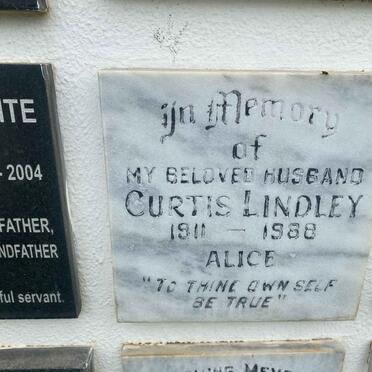 ITE
- 2004
FATHER,
NDFATHER
ful servant.
In Memory
of
MY BELOVED HUSBAND
CURTIS LINDLEY
1911 - 1988
ALICE
"TO THINE OWN SELF
BE TRUE"